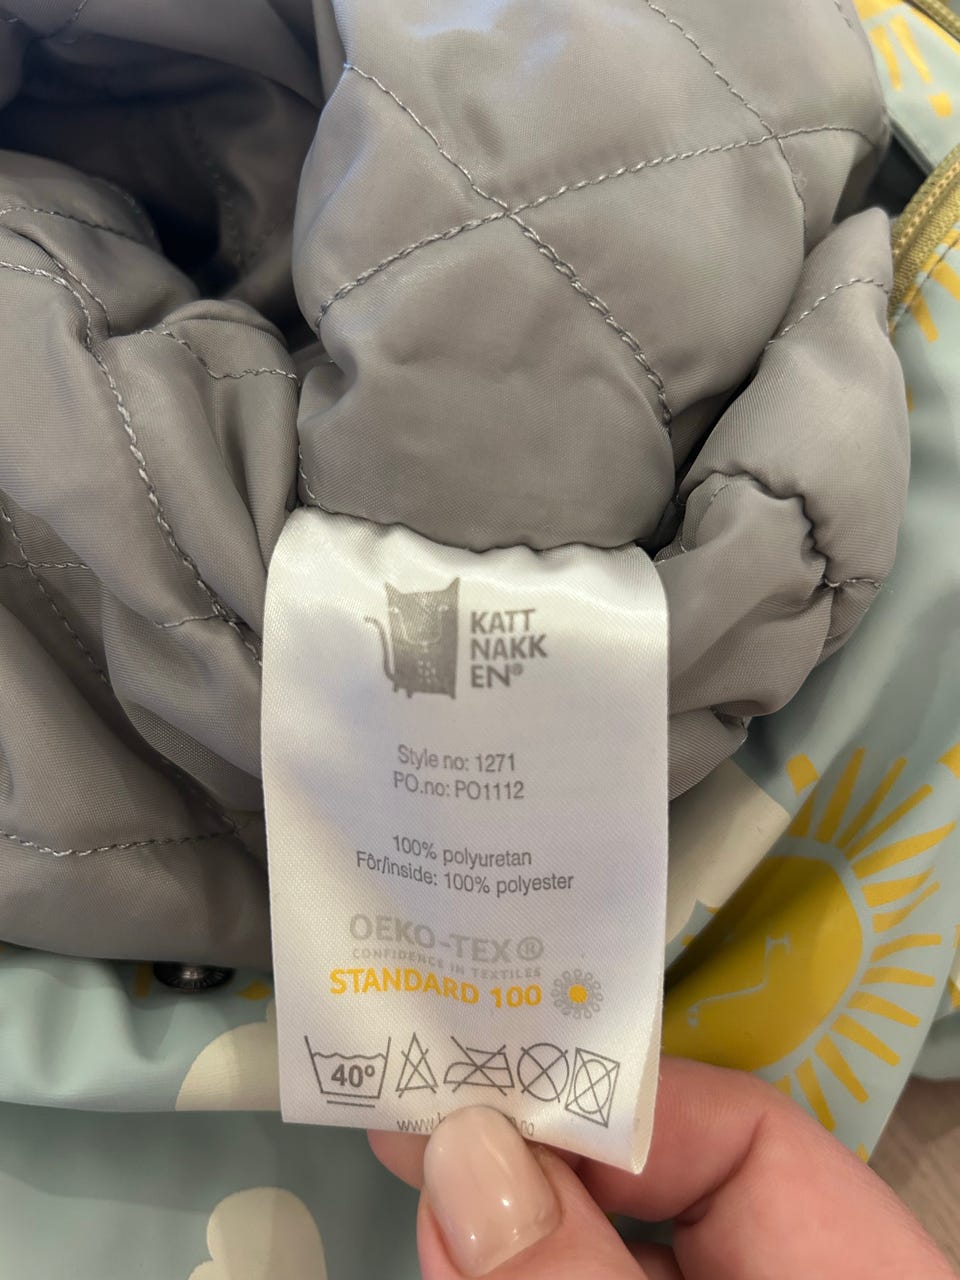 KATT
NAKK
EN®
Style no: 1271
PO.no: PO1112
100% polyuretan
Fôr/inside: 100% polyester
OEKO-TEX®
CONFIDENCE IN TEXTILES
STANDARD 100
40°